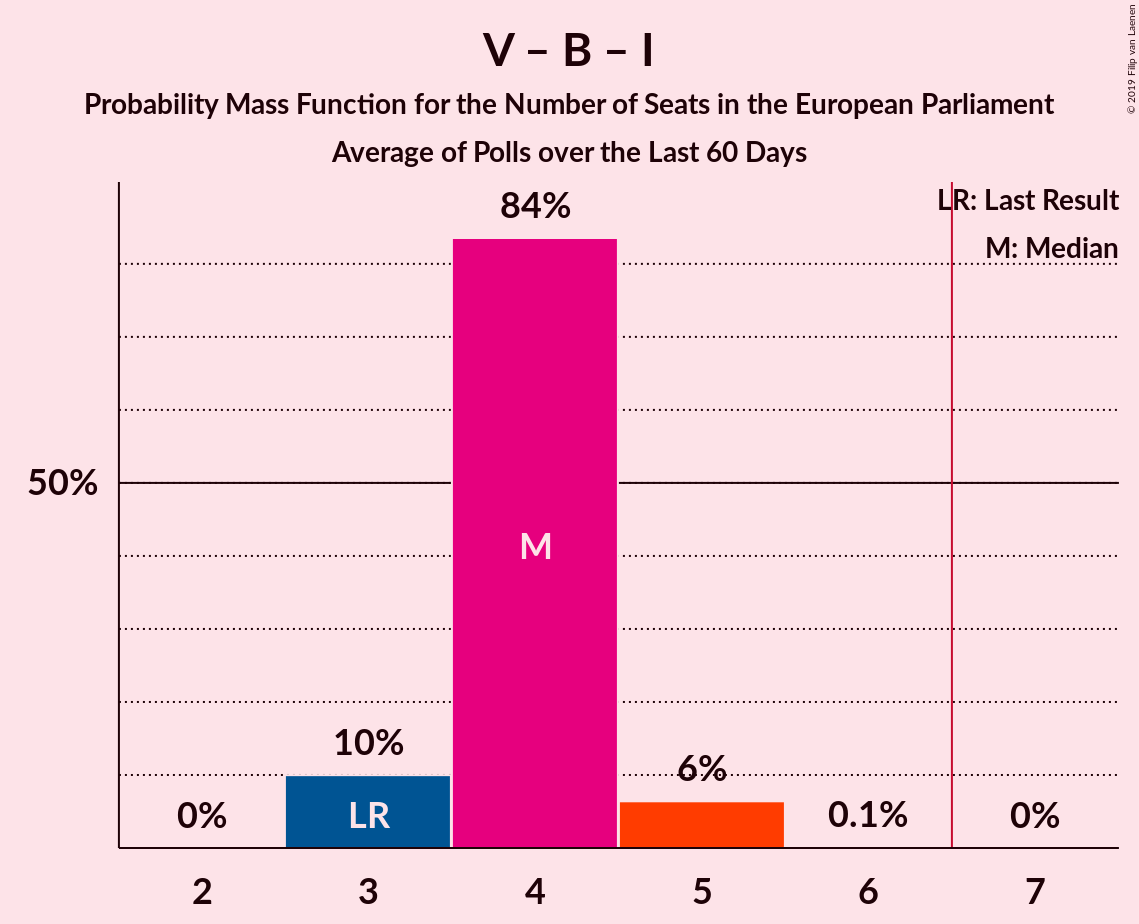 V – B – I
Probability Mass Function for the Number of Seats in the European Parliament
Average of Polls over the Last 60 Days
© 2019 Filip van Laenen
LR: Last Result
M: Median
84%
50%
M
10%
6%
0%
LR
0.1%
0%
2 3 4 5 6 7